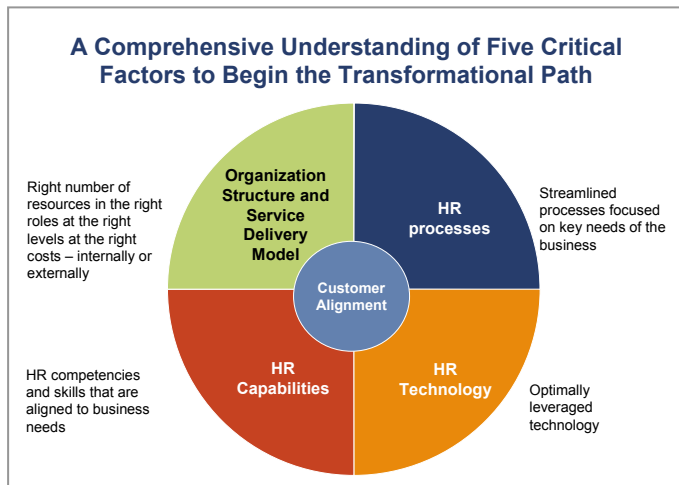 A Comprehensive Understanding of Five Critical
Factors to Begin the Transformational Path
Right number of
resources in the right
roles at the right
levels at the right
costs – internally or
externally
Organization
Structure and
Service
Delivery
Model
HR
processes
Streamlined
processes focused
on key needs of the
business
Customer
Alignment
HR competencies
and skills that are
aligned to business
needs
HR
Capabilities
HR
Technology
Optimally
leveraged
technology